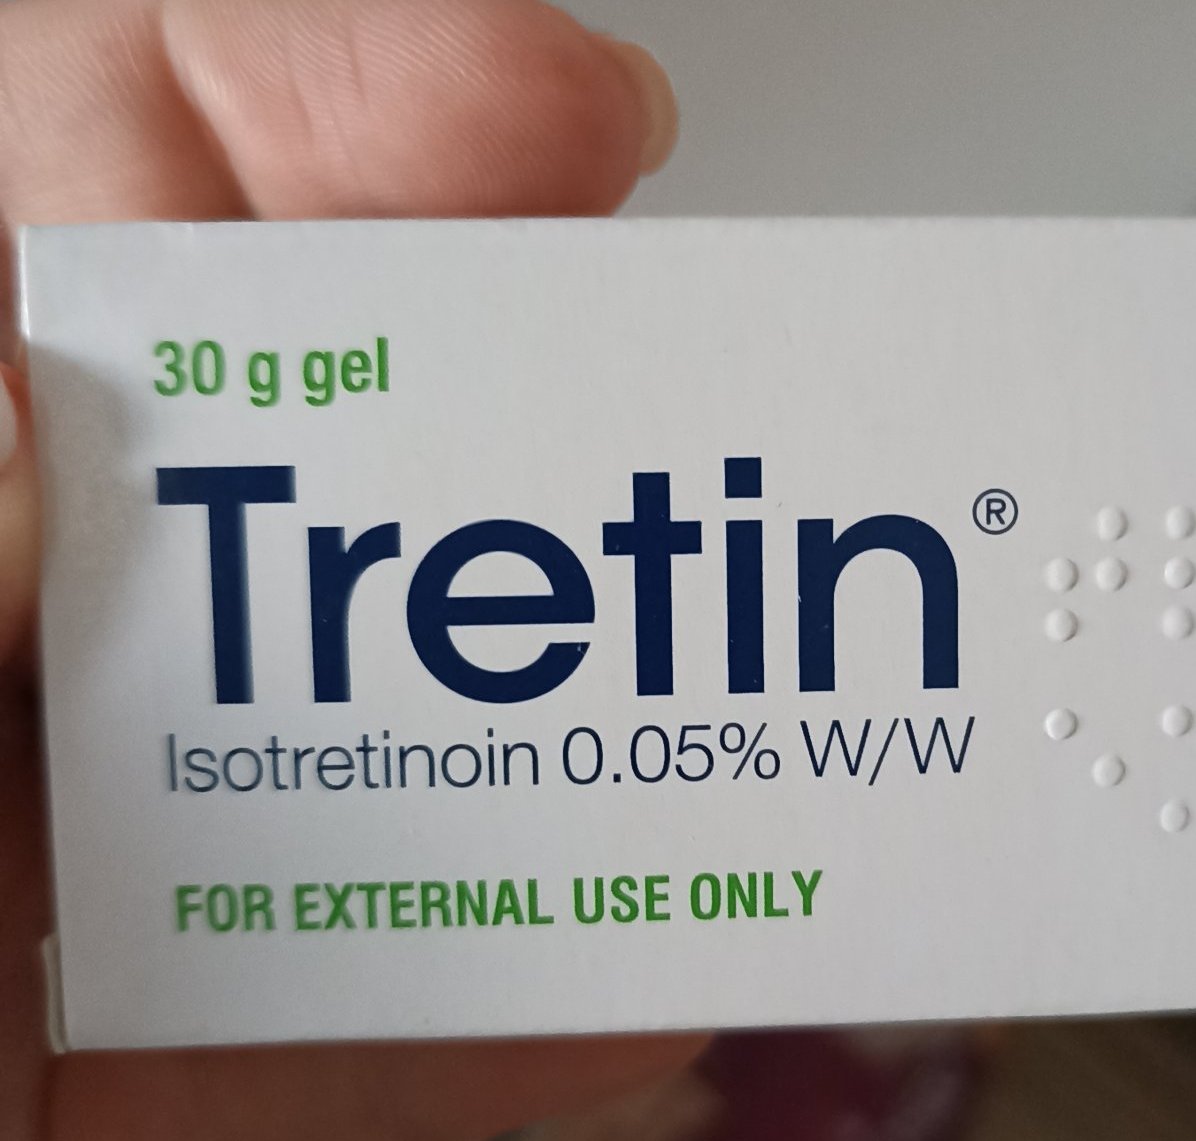 30 g gel
Tretin®
Isotretinoin 0.05% W/W
FOR EXTERNAL USE ONLY